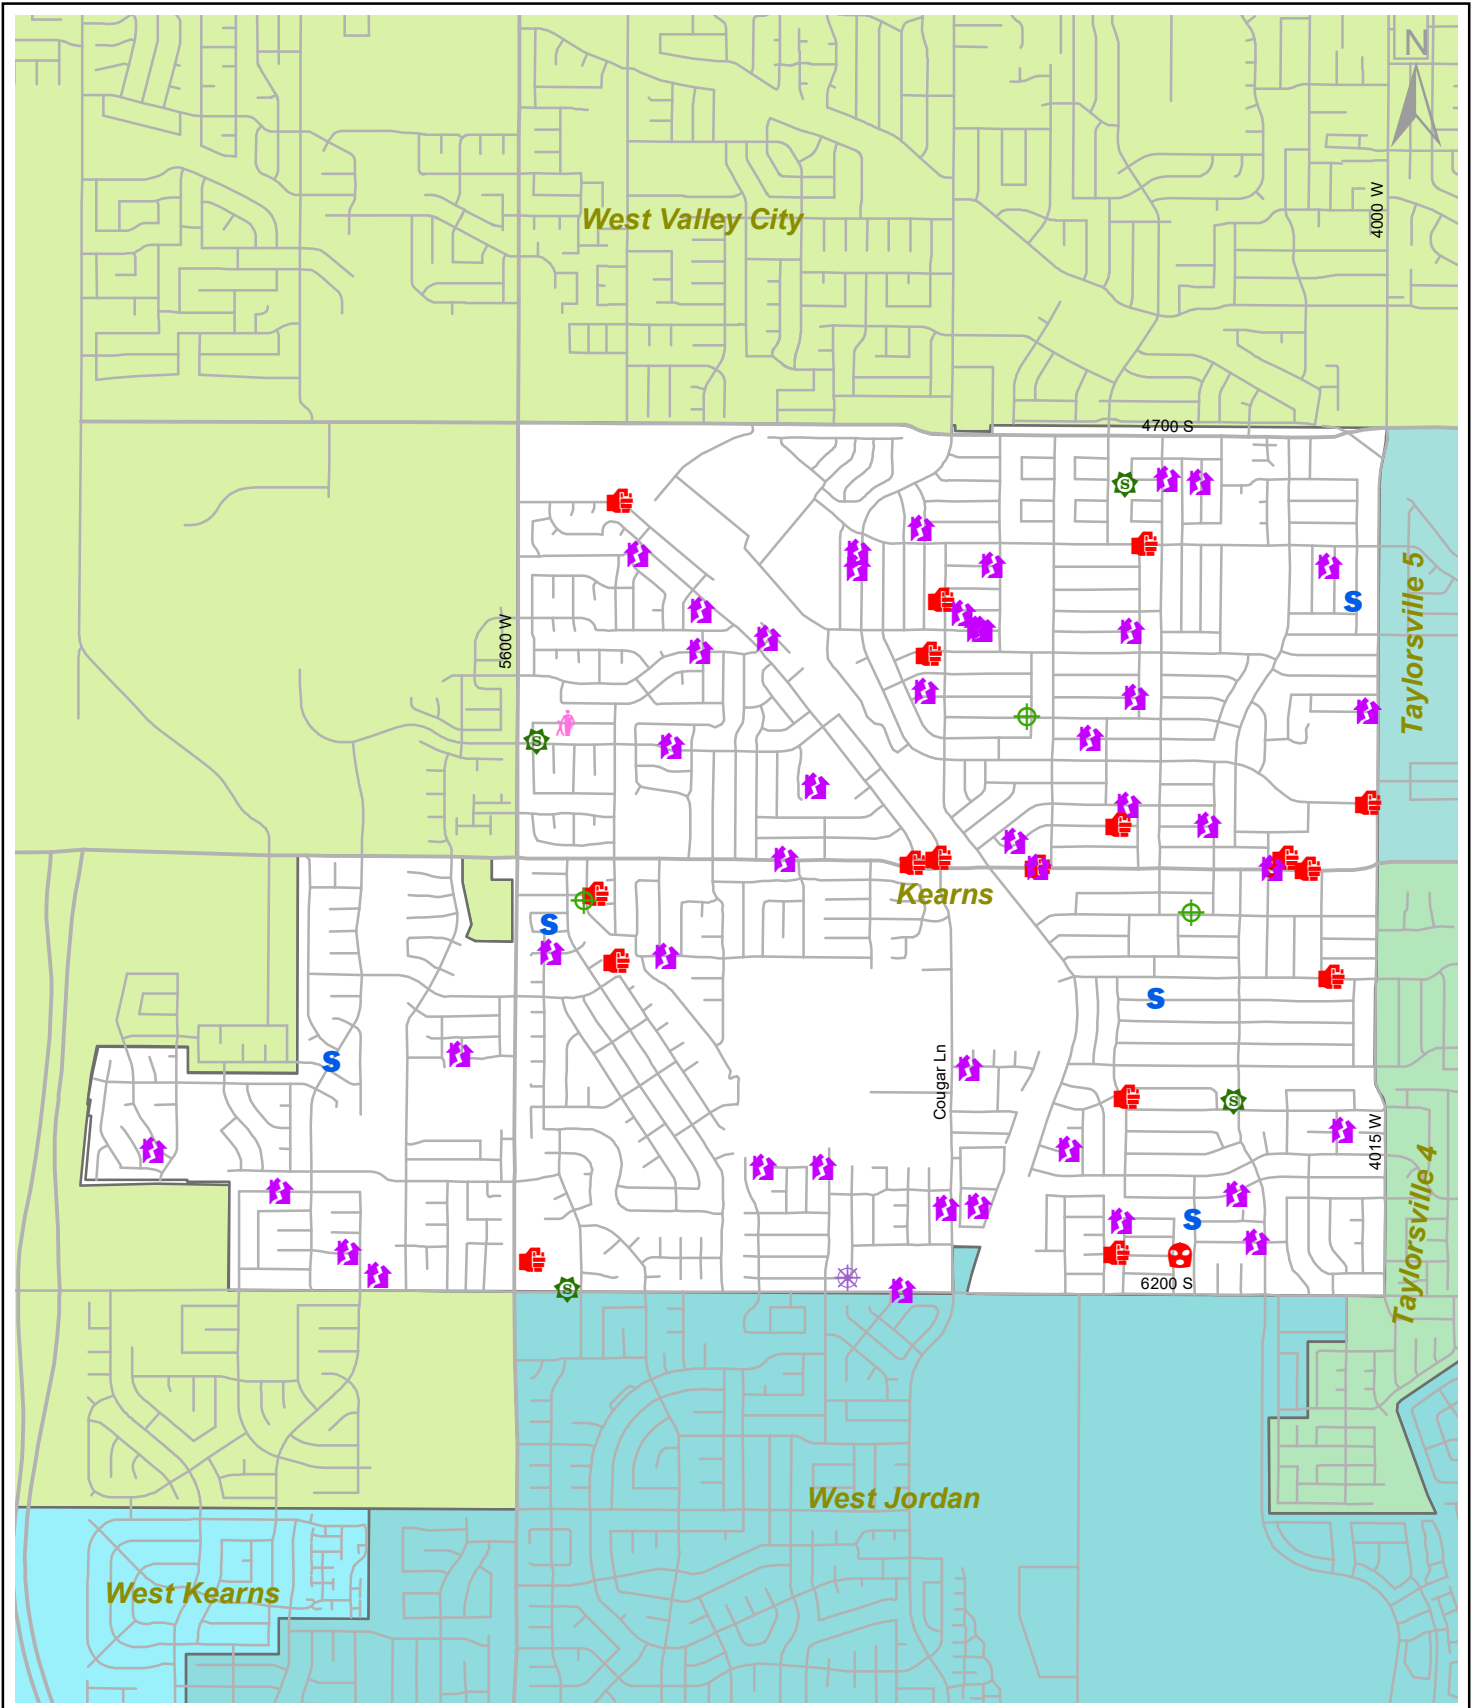 N
4000 W
West Valley City
4700 S
S
Taylorsville 5
S
5600 W
S
Kearns
S
S
S
Cougar Ln
S
4015 W
Taylorsville 4
S
6200 S
S
West Jordan
West Kearns